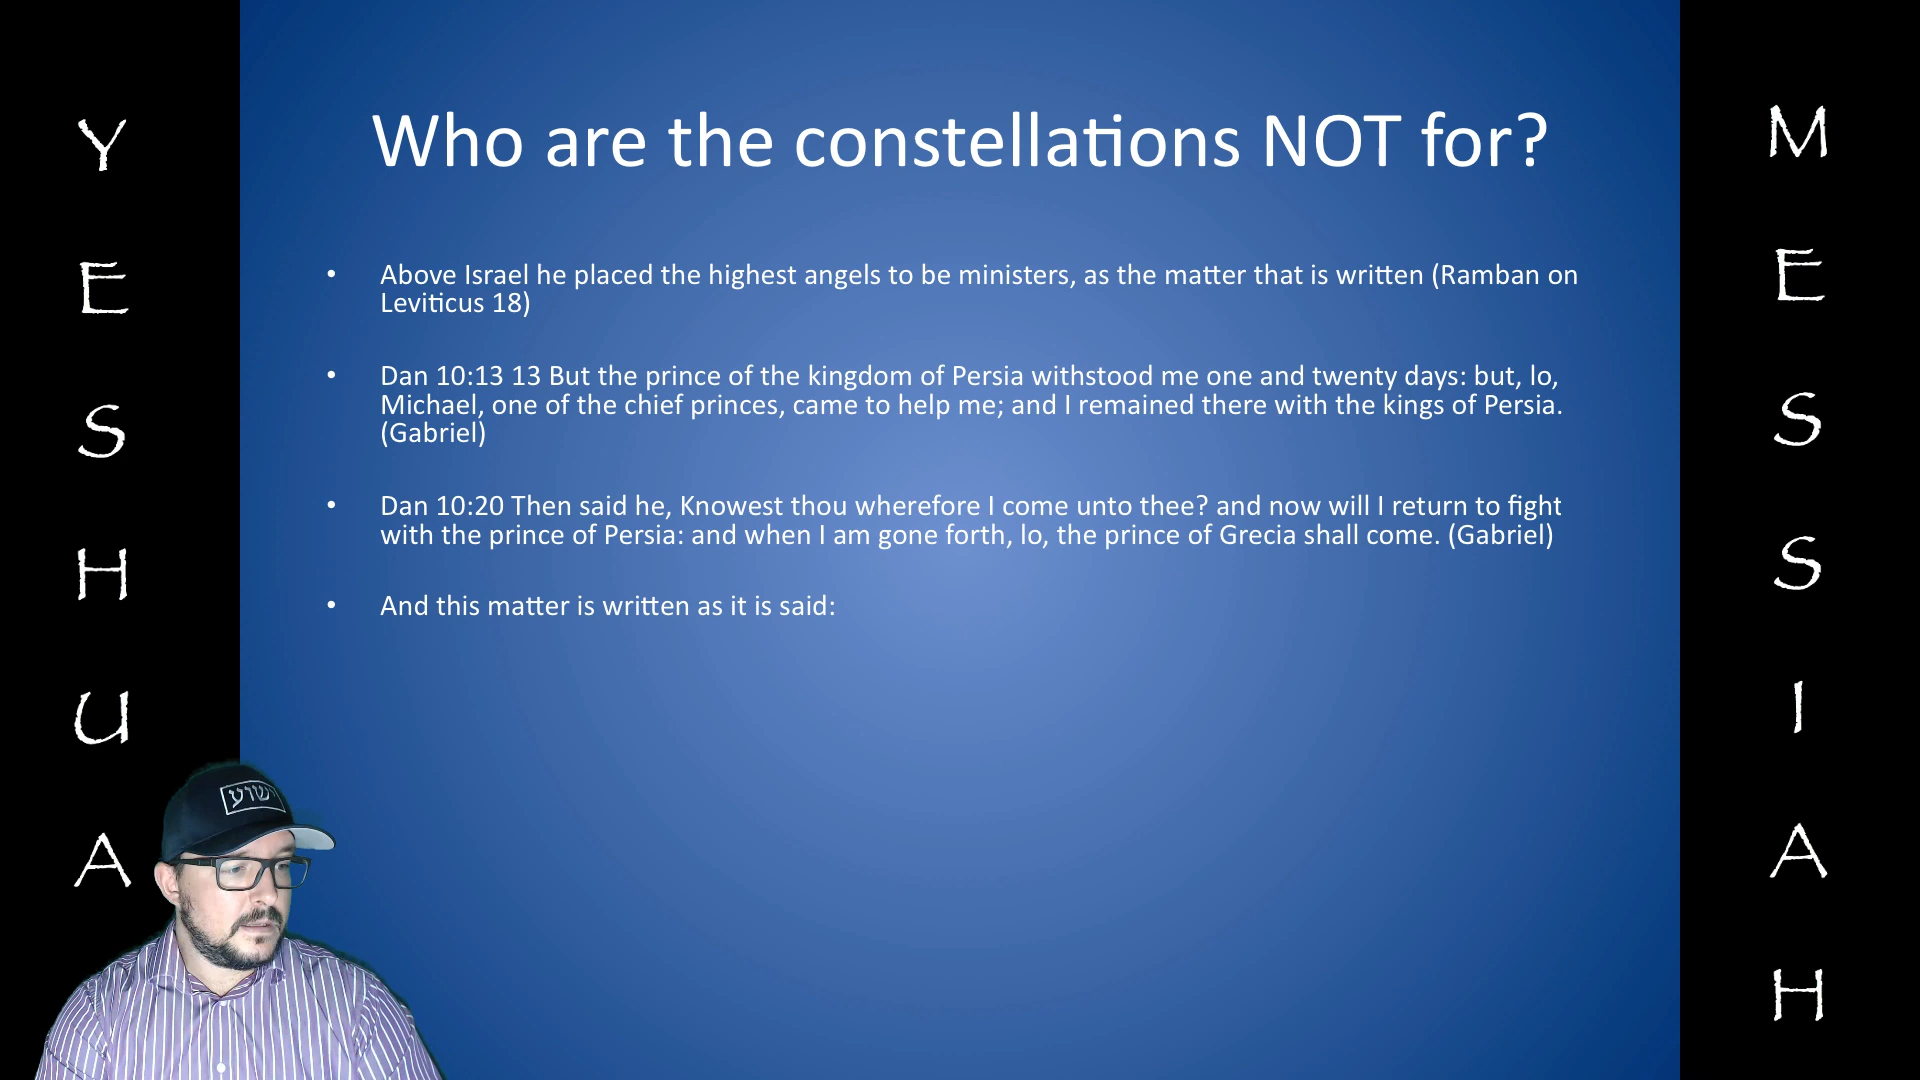 Who are the constellations NOT for?
• Above Israel he placed the highest angels to be ministers, as the matter that is written (Ramban on
Leviticus 18)
• Dan 10:13 13 But the prince of the kingdom of Persia withstood me one and twenty days: but, lo,
Michael, one of the chief princes, came to help me; and I remained there with the kings of Persia.
(Gabriel)
• Dan 10:20 Then said he, Knowest thou wherefore I come unto thee? and now will I return to fight
with the prince of Persia: and when I am gone forth, lo, the prince of Grecia shall come. (Gabriel)
• And this matter is written as it is said:
Y
E
S
H
U
A
M
E
S
S
I
A
H
ישוע